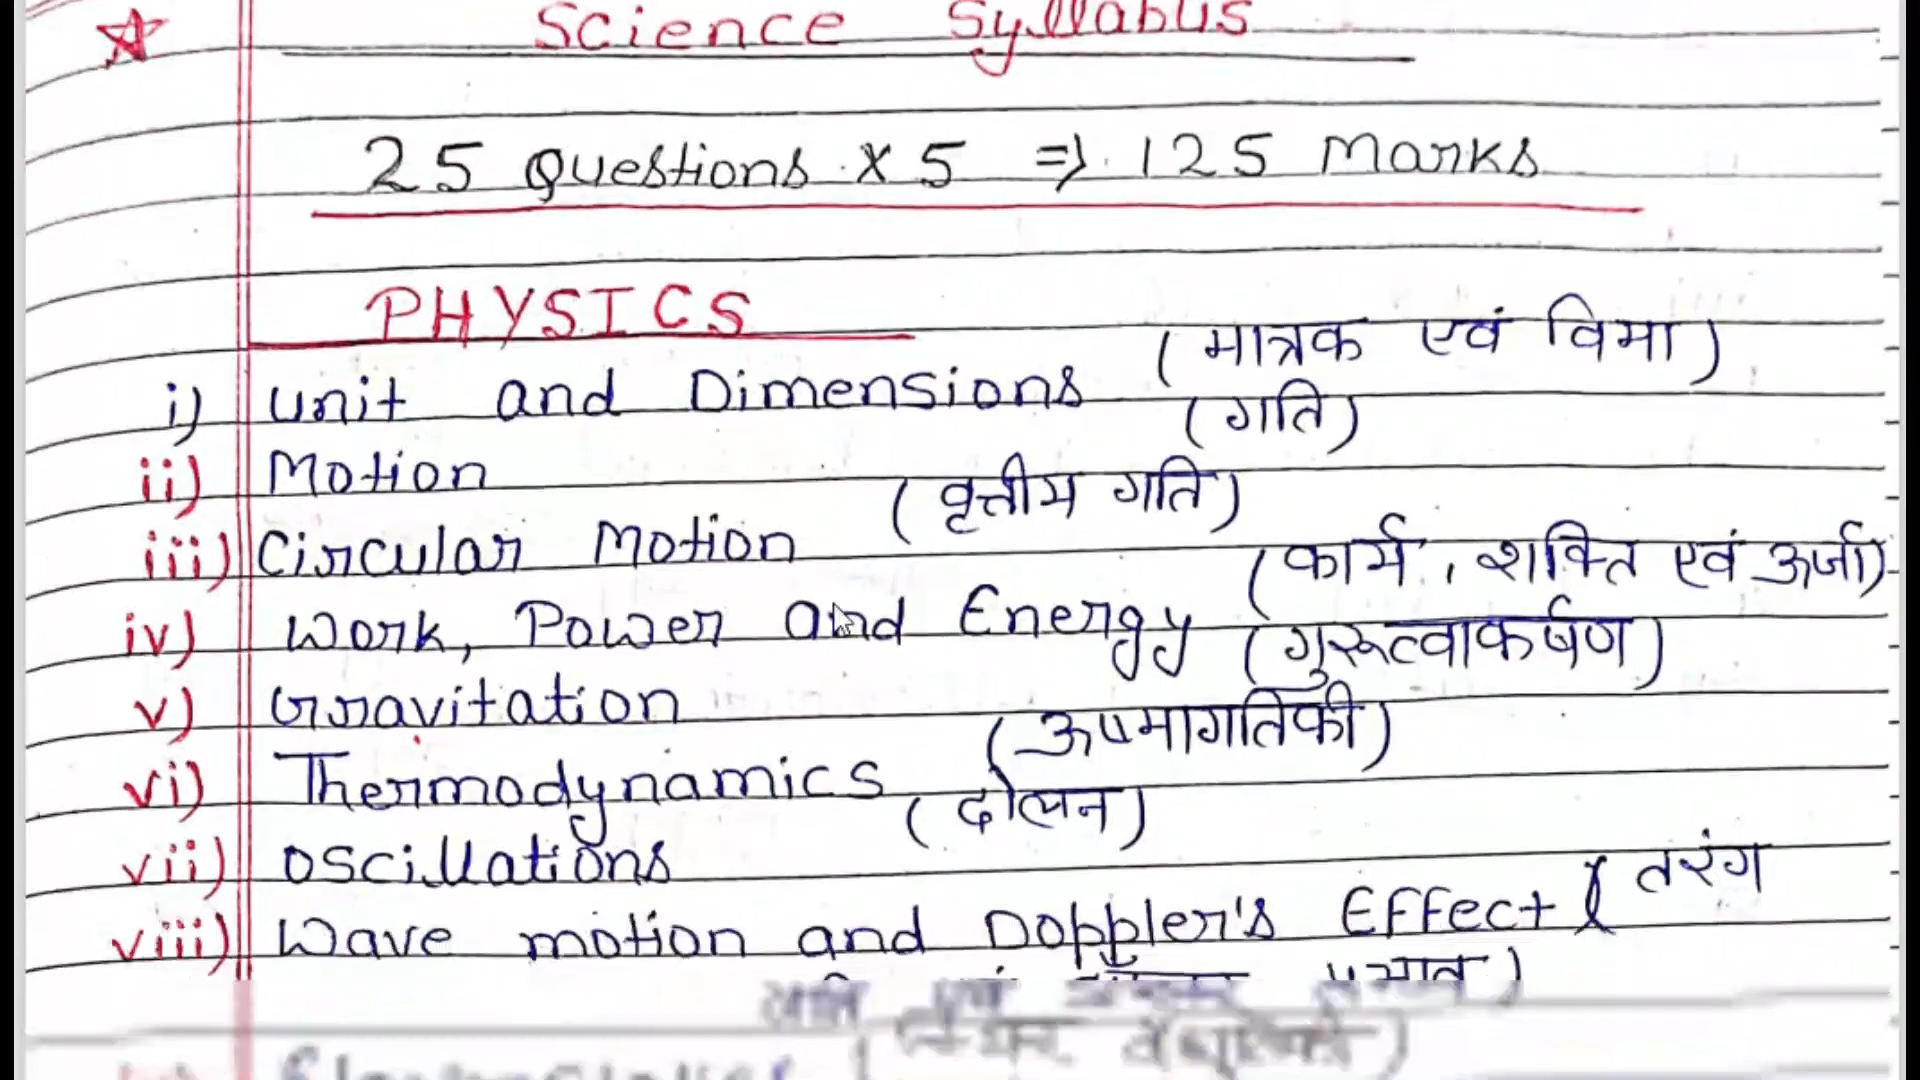 Science Syllabus
25 Questions × 5 ⇒ 125 Marks
PHYSICS
i) Unit and Dimensions (मात्रक एवं विमा)
ii) Motion (गति)
iii) Circular Motion (वृत्तीय गति)
iv) Work, Power and Energy (कार्य, शक्ति एवं ऊर्जा)
v) Gravitation (गुरूत्वाकर्षण)
vi) Thermodynamics (ऊष्मागतिकी)
vii) Oscillations (दोलन)
viii) Wave motion and Doppler's Effect ( तरंग